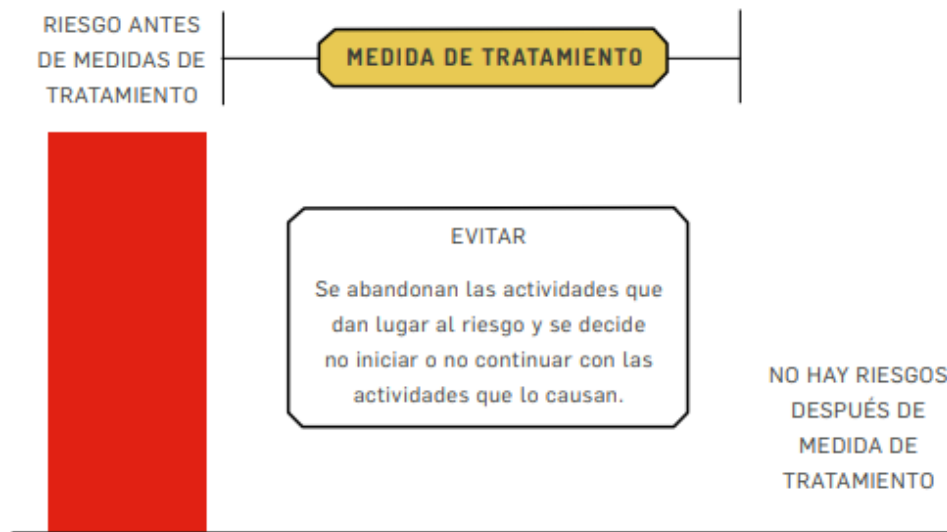 RIESGO ANTES
DE MEDIDAS DE
TRATAMIENTO
MEDIDA DE TRATAMIENTO
EVITAR
Se abandonan las actividades que
dan lugar al riesgo y se decide
no iniciar o no continuar con las
actividades que lo causan.
NO HAY RIESGOS
DESPUÉS DE
MEDIDA DE
TRATAMIENTO